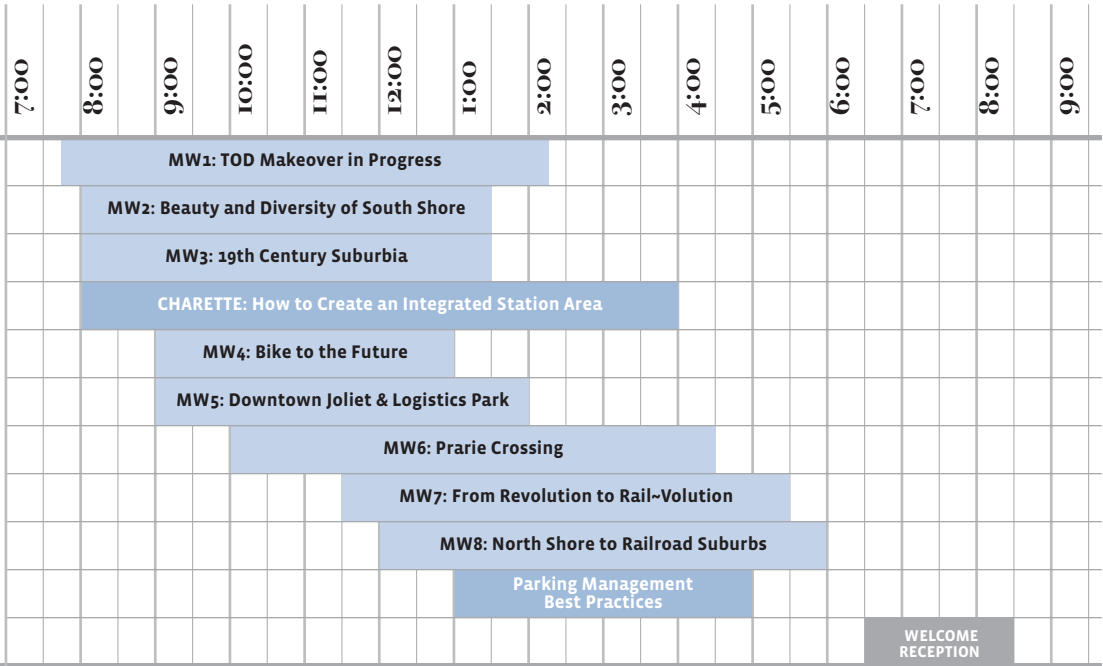 7:00
8:00
9:00
10:00
11:00
12:00
1:00
2:00
3:00
4:00
5:00
6:00
7:00
8:00
9:00
MW1: TOD Makeover in Progress
MW2: Beauty and Diversity of South Shore
MW3: 19th Century Suburbia
CHARETTE: How to Create an Integrated Station Area
MW4: Bike to the Future
MW5: Downtown Joliet & Logistics Park
MW6: Prarie Crossing
MW7: From Revolution to Rail~Volution
MW8: North Shore to Railroad Suburbs
Parking Management
Best Practices
WELCOME
RECEPTION